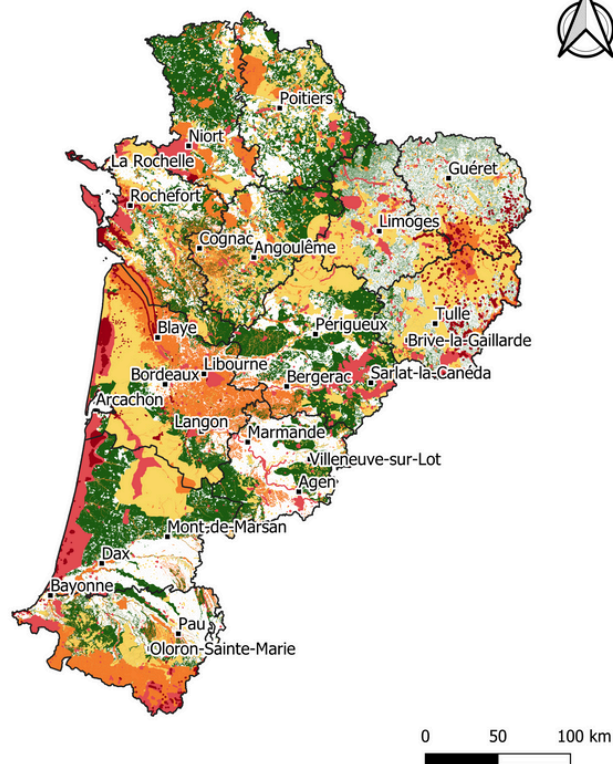 Poitiers
Niort
La Rochelle
Guéret
Rochefort
Limoges
Cognac
Angoulême
Tulle
Blaye
Périgueux
Brive-la-Gaillarde
Libourne
Bordeaux
Bergerac
Sarlat-la-Canéda
Arcachon
Langon
Marmande
Villeneuve-sur-Lot
Agen
Mont-de-Marsan
Dax
Bayonne
Pau
Oloron-Sainte-Marie
0 50 100 km